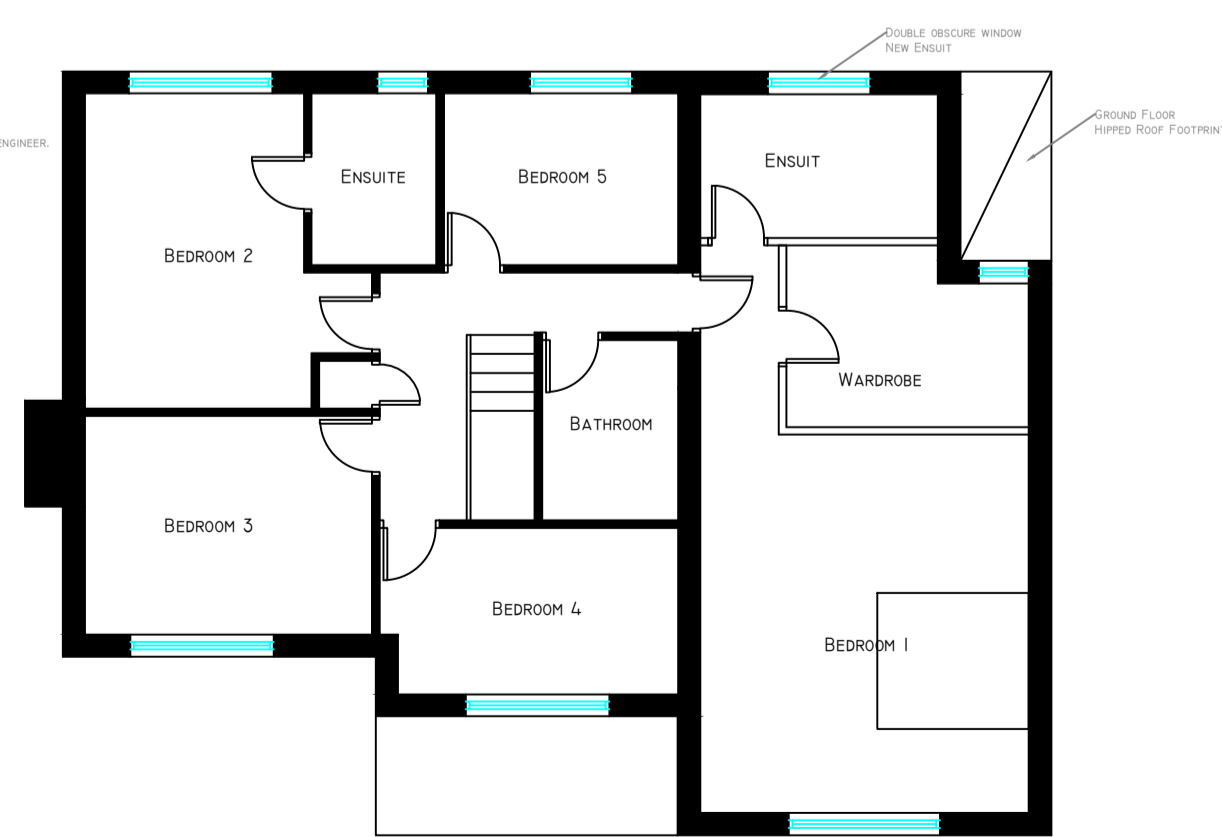 Double obscure window
New Ensuit
Ground Floor
Hipped Roof Footprint
engineer.
Ensuit
Ensuite
Bedroom 5
Bedroom 2
Wardrobe
Bathroom
Bedroom 3
Bedroom 4
Bedroom 1